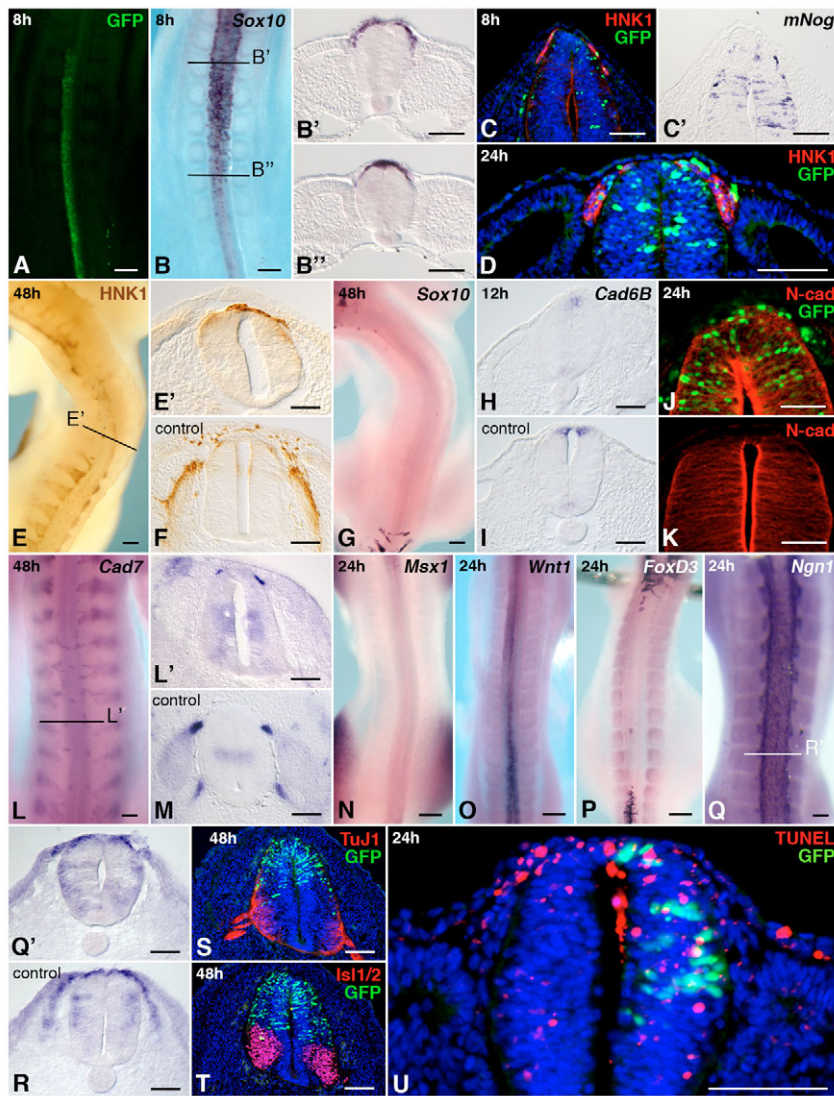 8h GFP
A
8h Sox10
B'
B''
B
B'
B''
8h HNK1
GFP
C
mNog
C'
24h HNK1
GFP
D
48h HNK1
E'
E
E'
control
F
48h Sox10
G
12h Cad6B
H
control
I
24h N-cad
GFP
J
N-cad
K
48h Cad7
L'
L
L'
control
M
24h Msx1
N
24h Wnt1
O
24h FoxD3
P
24h Ngn1
R'
Q
Q'
control
R
48h TuJ1
GFP
S
48h Isl1/2
GFP
T
24h TUNEL
GFP
U